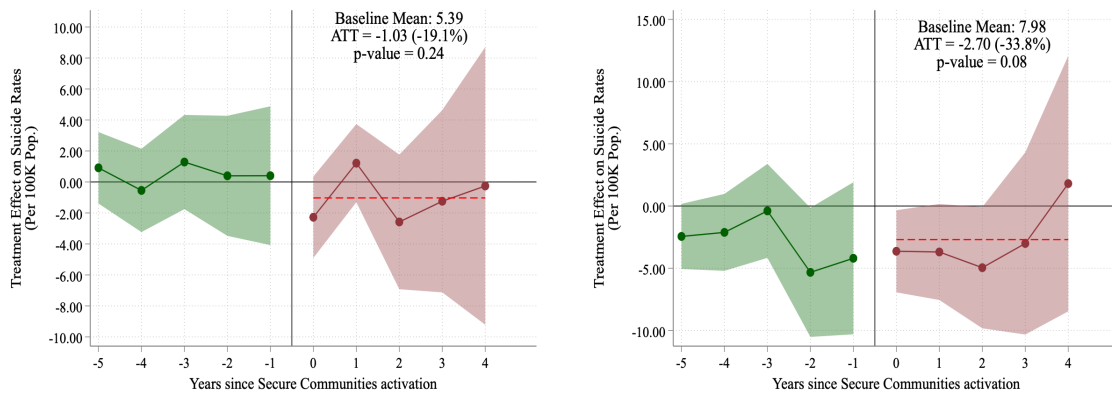 Baseline Mean: 5.39
ATT = -1.03 (-19.1%)
p-value = 0.24
Treatment Effect on Suicide Rates
(Per 100K Pop.)
10.00
8.00
6.00
4.00
2.00
0.00
-2.00
-4.00
-6.00
-8.00
-10.00
-5 -4 -3 -2 -1 0 1 2 3 4
Years since Secure Communities activation
Baseline Mean: 7.98
ATT = -2.70 (-33.8%)
p-value = 0.08
Treatment Effect on Suicide Rates
(Per 100K Pop.)
15.00
10.00
5.00
0.00
-5.00
-10.00
-5 -4 -3 -2 -1 0 1 2 3 4
Years since Secure Communities activation